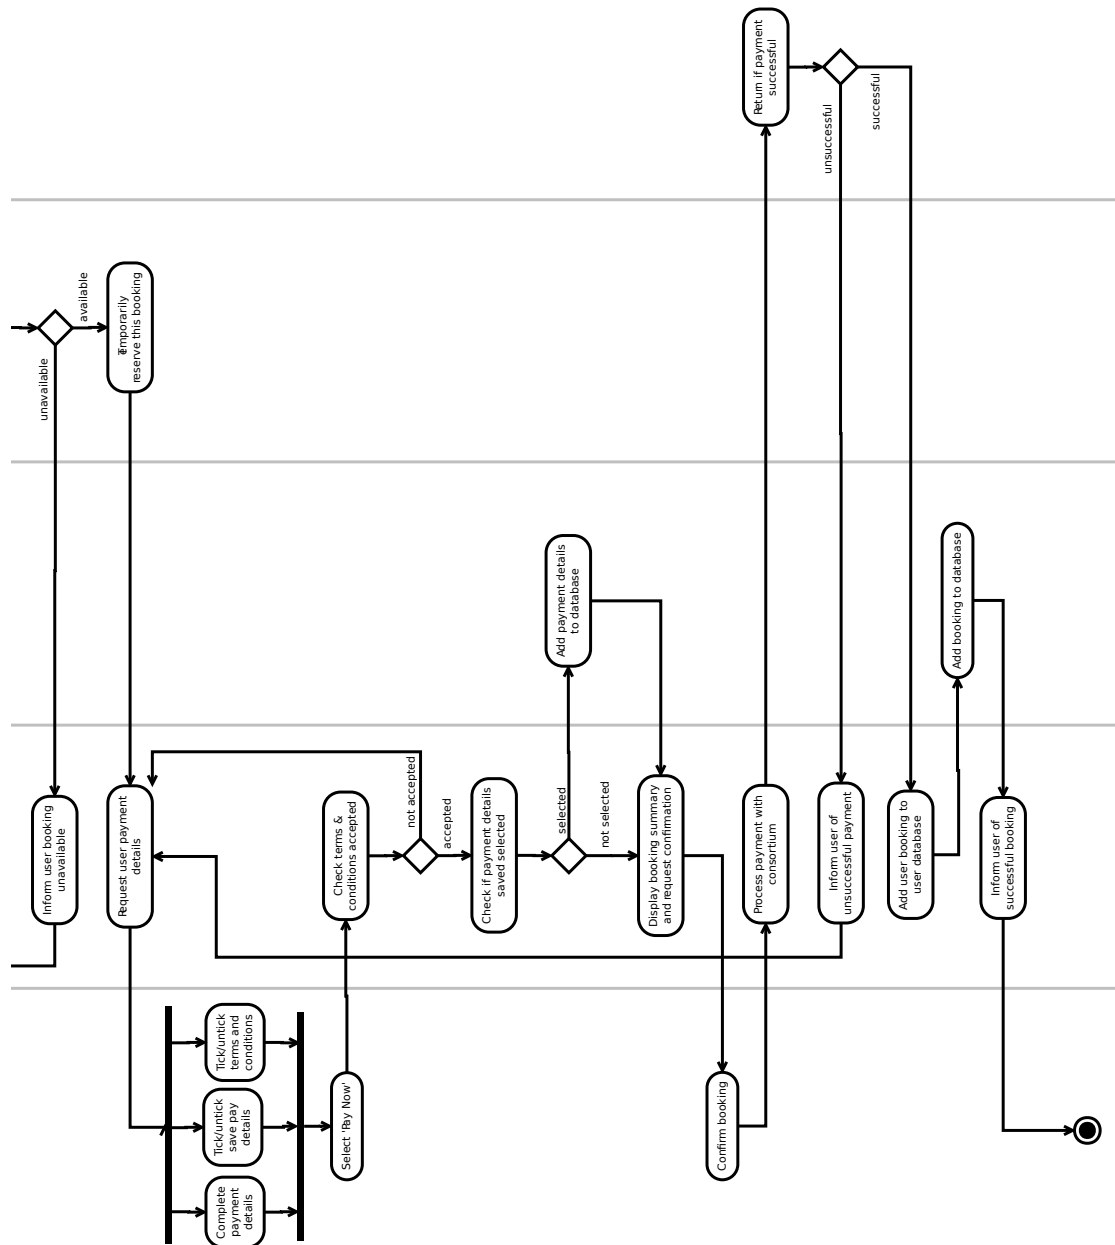 Return if payment
successful
unsuccessful
successful
available
unavailable
Temporarily
reserve this booking
Add payment details
to database
Add booking to database
Inform user booking
unavailable
Request user payment
details
Check terms &
conditions accepted
not accepted
accepted
Check if payment details
saved selected
selected
not selected
Display booking summary
and request confirmation
Process payment with
consortium
Inform user of
unsuccessful payment
Add user booking to
user database
Inform user of
successful booking
Tick/untick
terms and
conditions
Tick/untick
save pay
details
Complete
payment
details
Select 'Pay Now'
Confirm booking